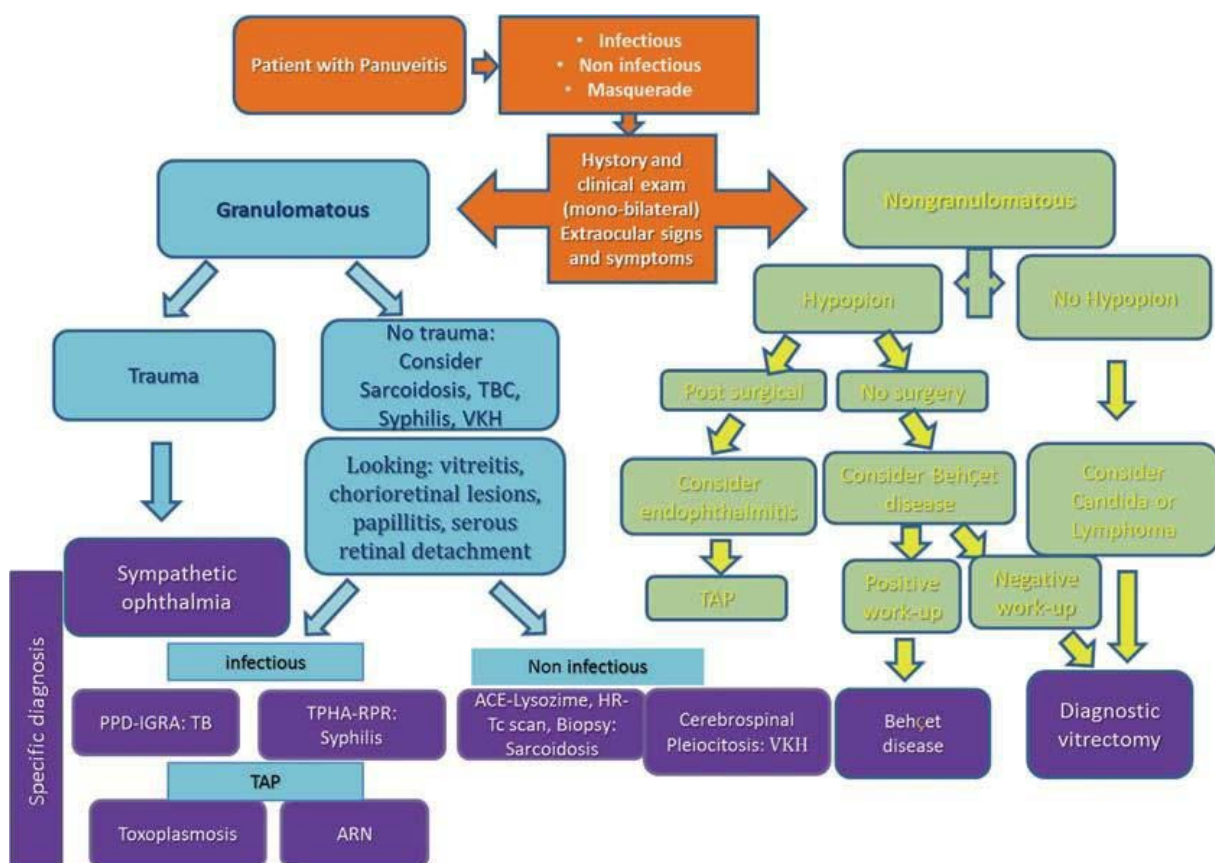 Patient with Panuveitis
• Infectious
• Non infectious
• Masquerade
Hystory and
clinical exam
(mono-bilateral)
Extraocular signs
and symptoms
Granulomatous
Nongranulomatous
Trauma
No trauma:
Consider
Sarcoidosis, TBC,
Syphilis, VKH
Looking: vitreitis,
chorioretinal lesions,
papillitis, serous
retinal detachment
Hypopion
No Hypopion
Post surgical
No surgery
Consider
endophthalmitis
Consider Behçet
disease
Consider
Candida or
Lymphoma
TAP
Positive
work-up
Negative
work-up
Specific diagnosis
Sympathetic
ophthalmia
infectious
Non infectious
PPD-IGRA: TB
TPHA-RPR:
Syphilis
ACE-Lysozime, HR-
Tc scan, Biopsy:
Sarcoidosis
Cerebrospinal
Pleiocitosis: VKH
Behçet
disease
Diagnostic
vitrectomy
TAP
Toxoplasmosis
ARN